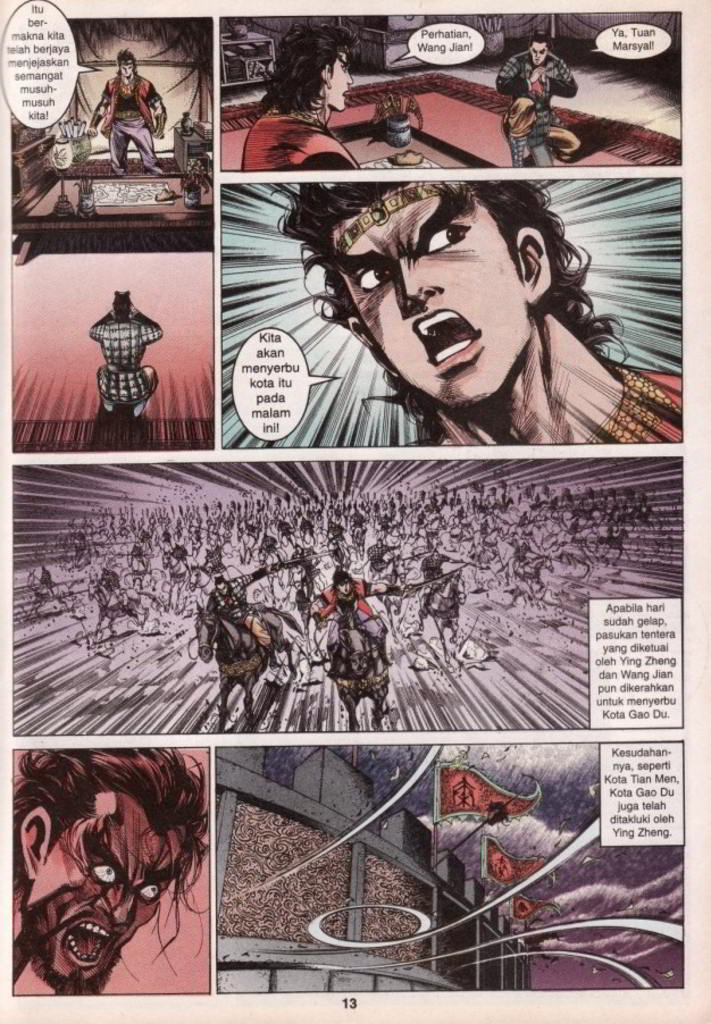 Itu
ber-
makna kita
telah berjaya
menjejaskan
semangat
musuh-
musuh
kita!
Perhatian,
Wang Jian!
Ya, Tuan
Marsyal!
Kita
akan
menyerbu
kota itu
pada
malam
ini!
Apabila hari
sudah gelap,
pasukan tentera
yang diketuai
oleh Ying Zheng
dan Wang Jian
pun dikerahkan
untuk menyerbu
Kota Gao Du.
Kesudahan-
nya, seperti
Kota Tian Men,
Kota Gao Du
juga telah
ditakluki oleh
Ying Zheng.
13